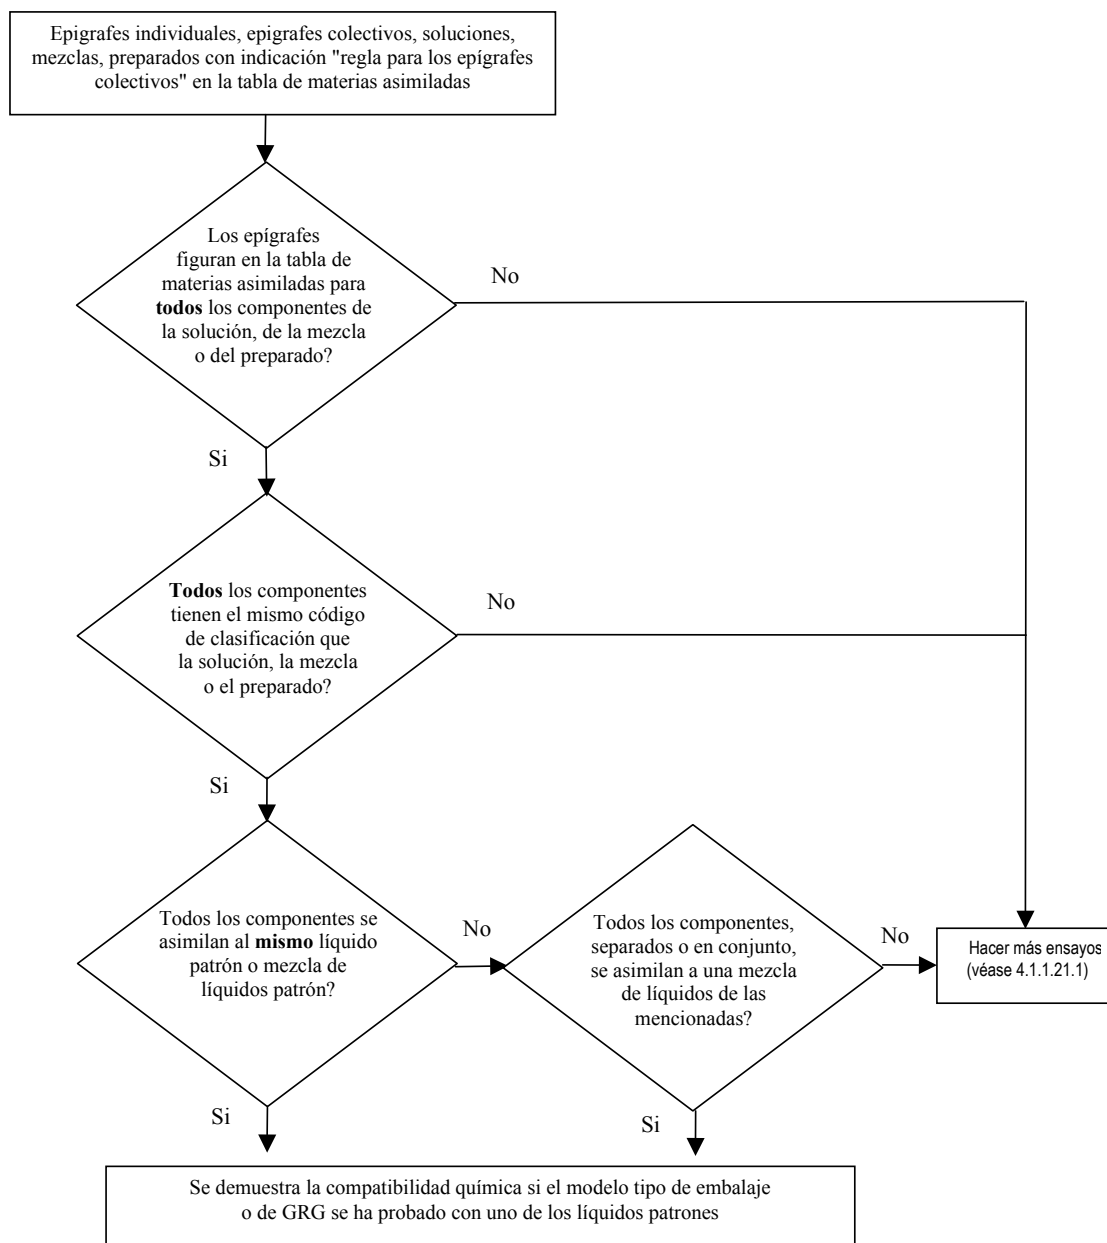 Epigrafes individuales, epigrafes colectivos, soluciones,
mezclas, preparados con indicación "regla para los epígrafes
colectivos" en la tabla de materias asimiladas
Los epígrafes
figuran en la tabla de
materias asimiladas para
todos los componentes de
la solución, de la mezcla
o del preparado?
No
Si
Todos los componentes
tienen el mismo código
de clasificación que
la solución, la mezcla
o el preparado?
No
Si
Todos los componentes se
asimilan al mismo líquido
patrón o mezcla de
líquidos patrón?
No
Todos los componentes,
separados o en conjunto,
se asimilan a una mezcla
de líquidos de las
mencionadas?
No
Hacer más ensayos
(véase 4.1.1.21.1)
Si
Si
Se demuestra la compatibilidad química si el modelo tipo de embalaje
o de GRG se ha probado con uno de los líquidos patrones